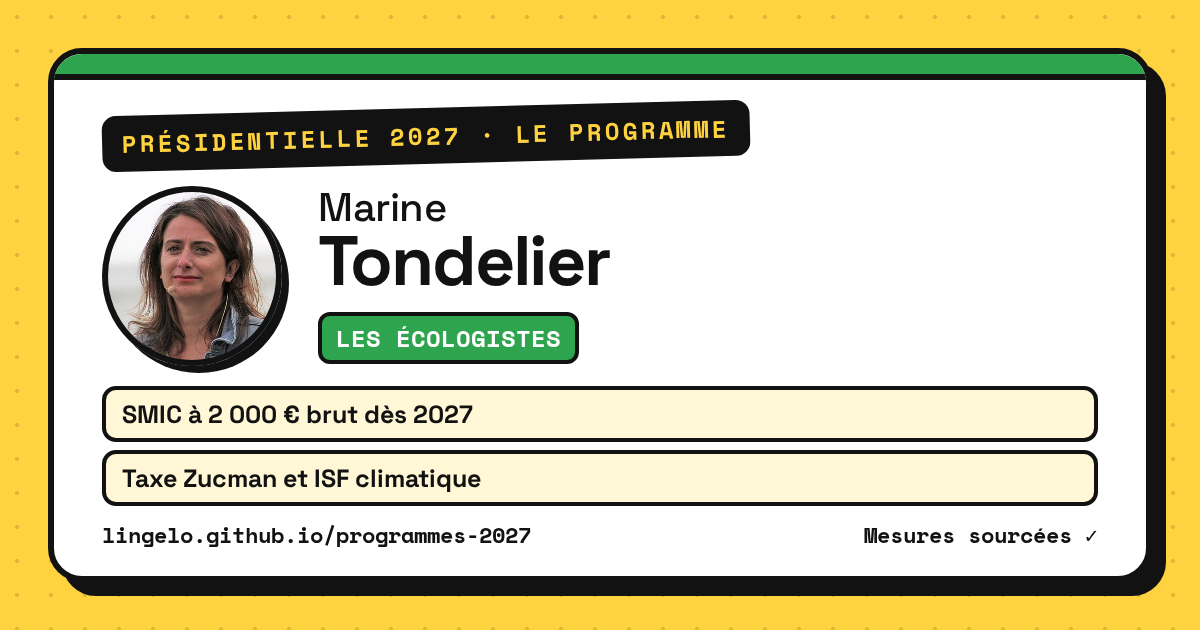 PRÉSIDENTIELLE 2027 · LE PROGRAMME
Marine
Tondelier
LES ÉCOLOGISTES
SMIC à 2 000 € brut dès 2027
Taxe Zucman et ISF climatique
lingelo.github.io/programmes-2027
Mesures sourcées ✓